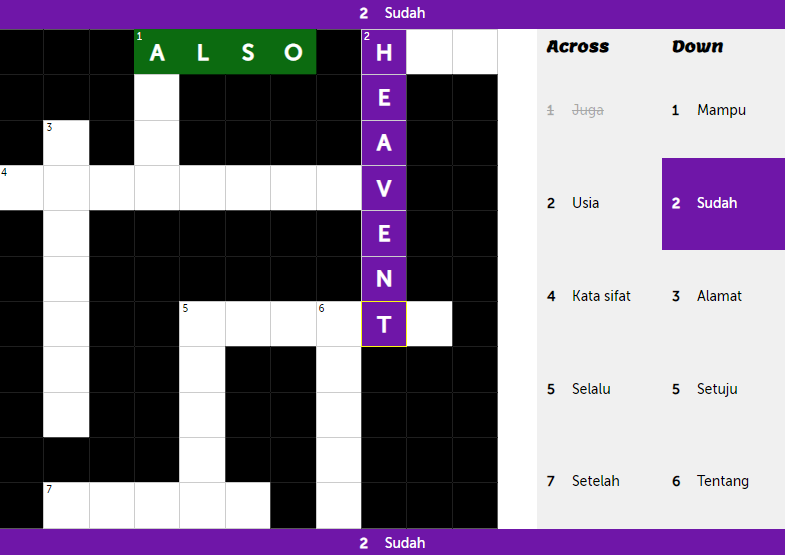 2 Sudah
1 A L S O 2 H
E
3 A
4 V
E
N
5 6 T
7
Across
1 Juga
2 Usia
4 Kata sifat
5 Selalu
7 Setelah
Down
1 Mampu
2 Sudah
3 Alamat
5 Setuju
6 Tentang
2 Sudah